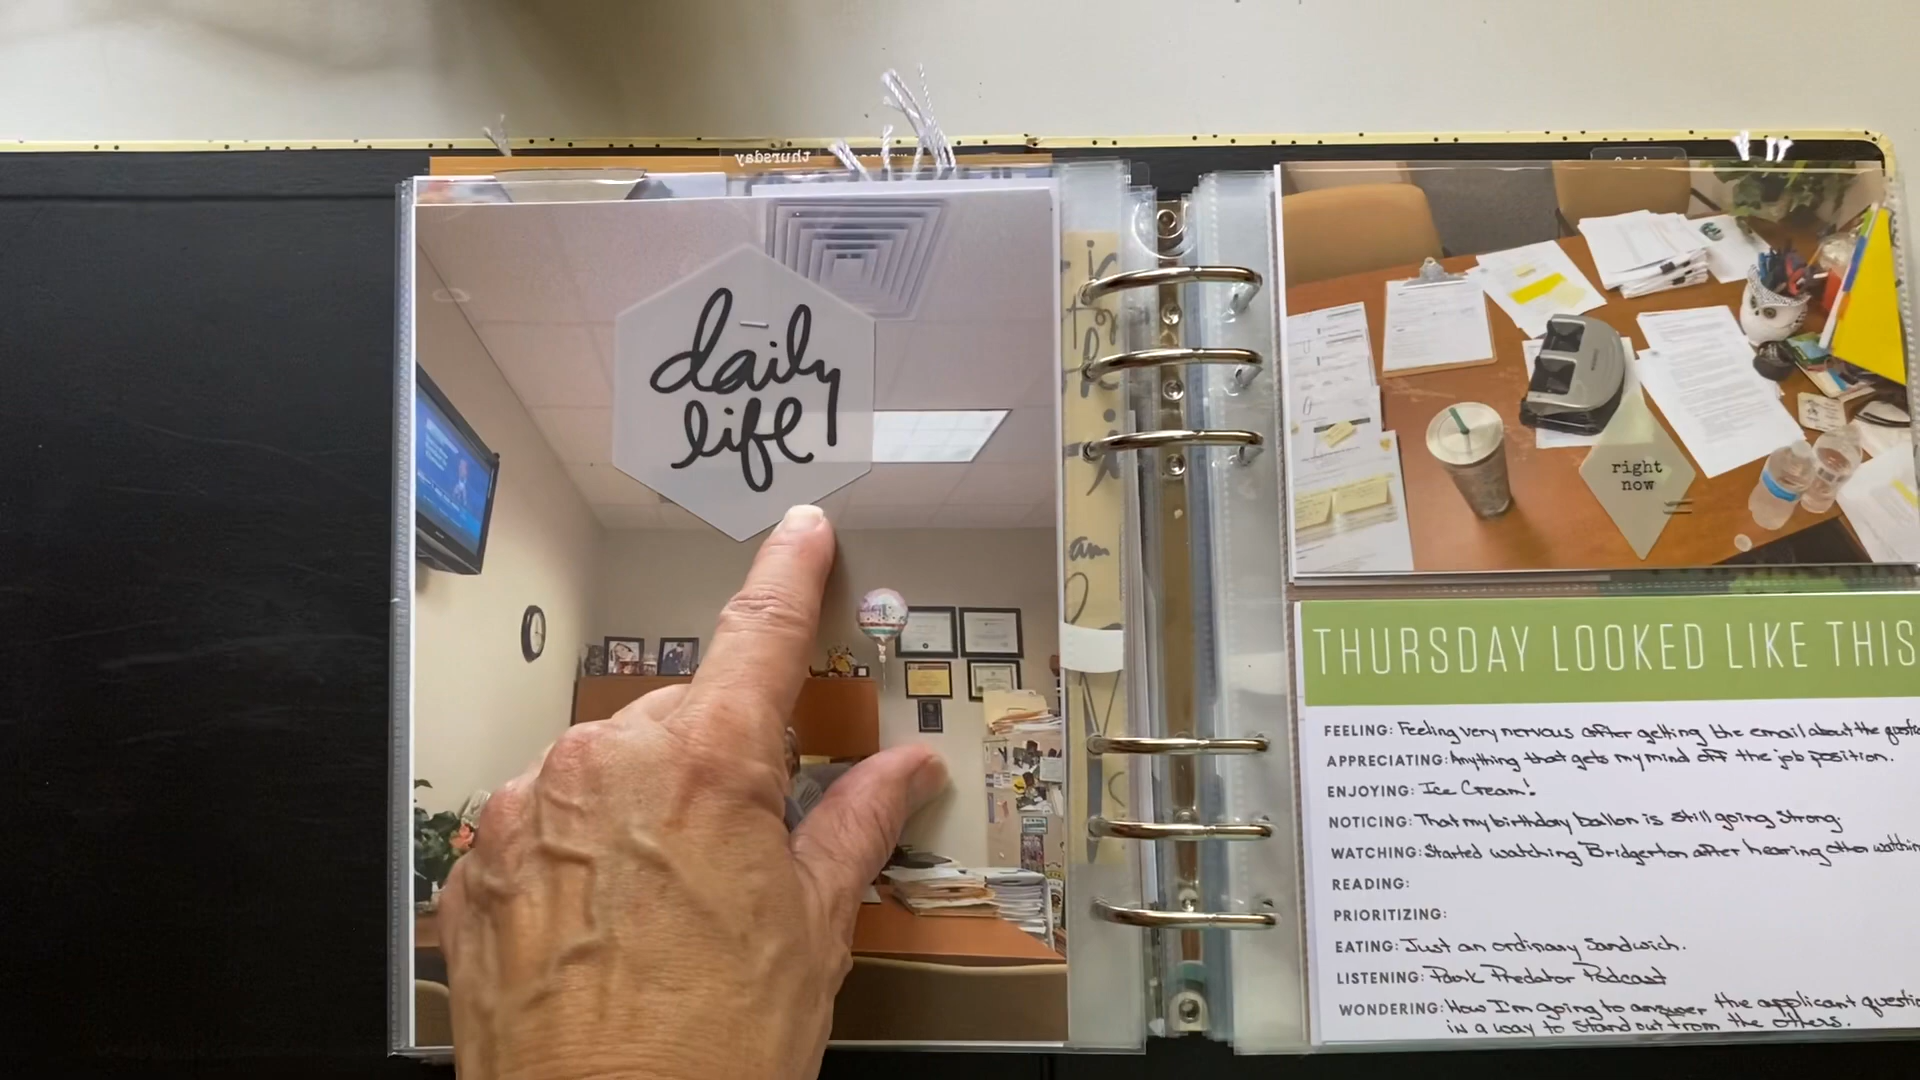 thursday
daily
life
right
now
THURSDAY LOOKED LIKE THIS
FEELING: Feeling very nervous after getting the email about the
APPRECIATING: Anything that gets my mind off the job position.
ENJOYING: Ice Cream!
NOTICING: That my birthday ballon is still going strong.
WATCHING: Started watching Bridgerton after hearing
READING:
PRIORITIZING:
EATING: Just an ordinary Sandwich.
LISTENING: Park Predator Podcast
WONDERING: How I'm going to answer the applicant
in a way to stand out from the others.
am